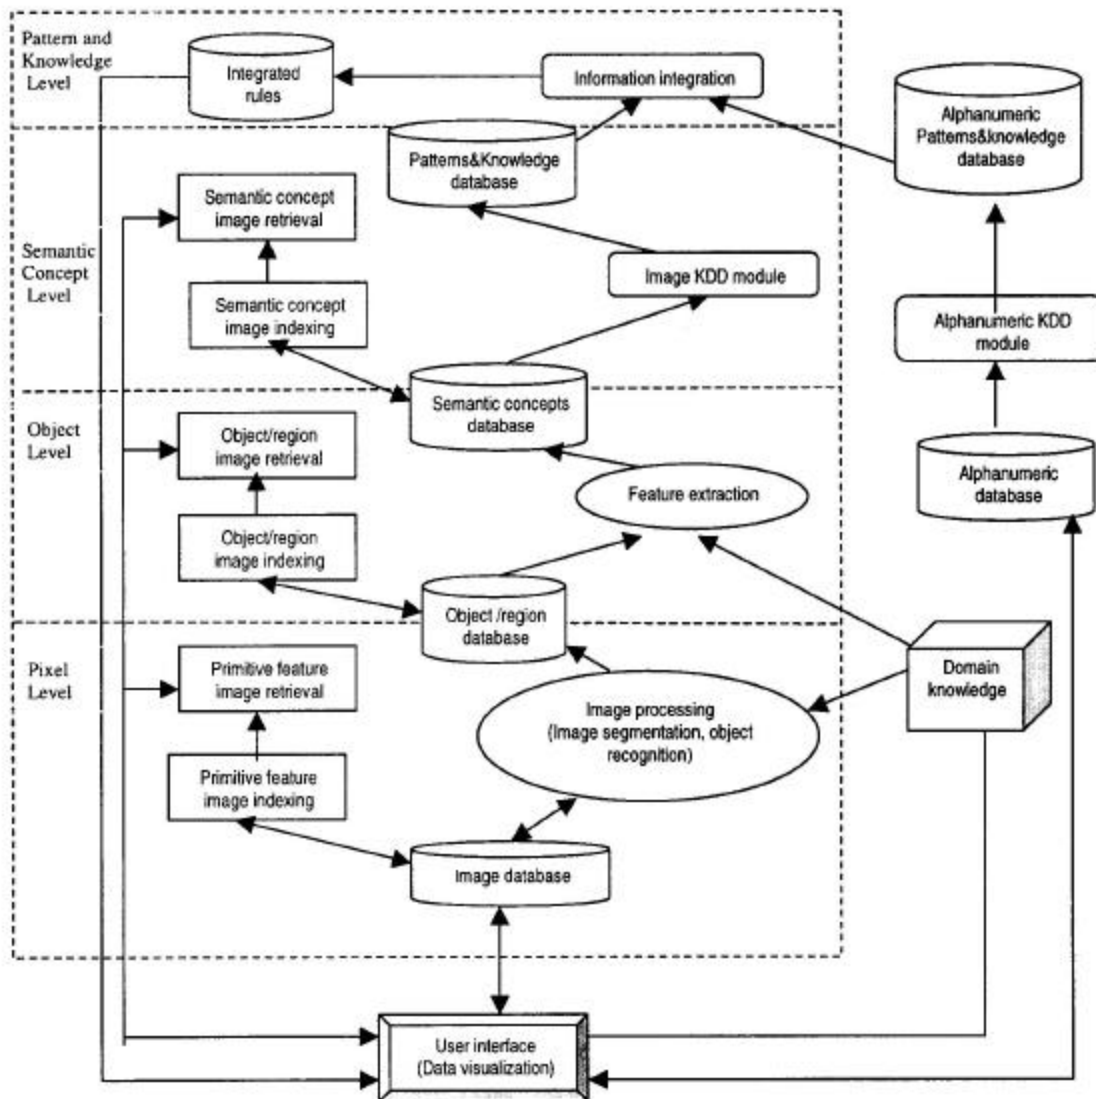 Pattern and
Knowledge
Level
Integrated
rules
Information integration
Alphanumeric
Patterns&knowledge
database
Patterns&Knowledge
database
Semantic concept
image retrieval
Semantic
Concept
Level
Image KDD module
Semantic concept
image indexing
Alphanumeric KDD
module
Semantic concepts
database
Object
Level
Object/region
image retrieval
Feature extraction
Alphanumeric
database
Object/region
image indexing
Object /region
database
Pixel
Level
Primitive feature
image retrieval
Domain
knowledge
Image processing
(Image segmentation, object
recognition)
Primitive feature
image indexing
Image database
User interface
(Data visualization)